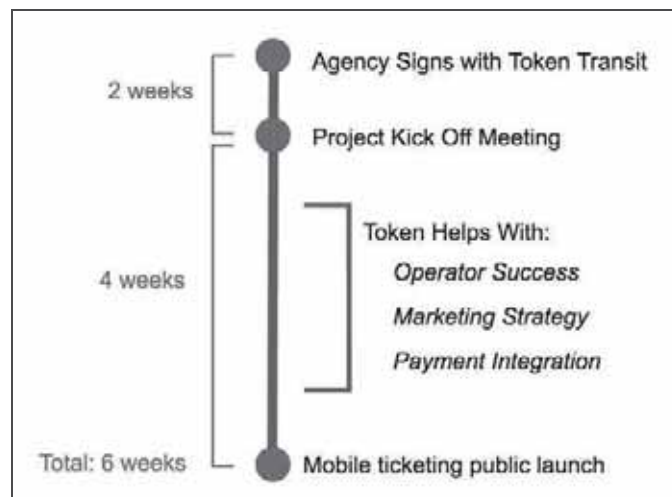 Agency Signs with Token Transit
2 weeks
Project Kick Off Meeting
Token Helps With:
Operator Success
4 weeks
Marketing Strategy
Payment Integration
Total: 6 weeks
Mobile ticketing public launch